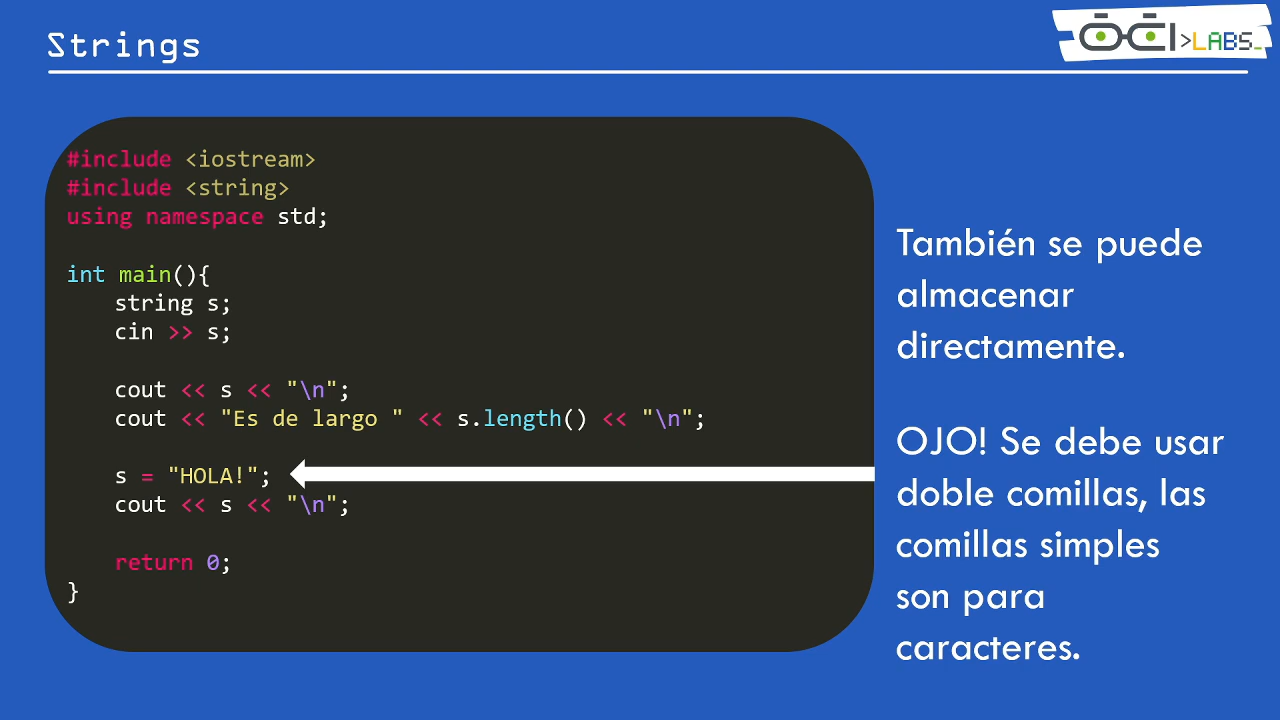 Strings
OCI>LABS_
#include <iostream>
#include <string>
using namespace std;
int main(){
string s;
cin >> s;
cout << s << "\n";
cout << "Es de largo " << s.length() << "\n";
s = "HOLA!";
cout << s << "\n";
return 0;
}
También se puede
almacenar
directamente.
OJO! Se debe usar
doble comillas, las
comillas simples
son para
caracteres.